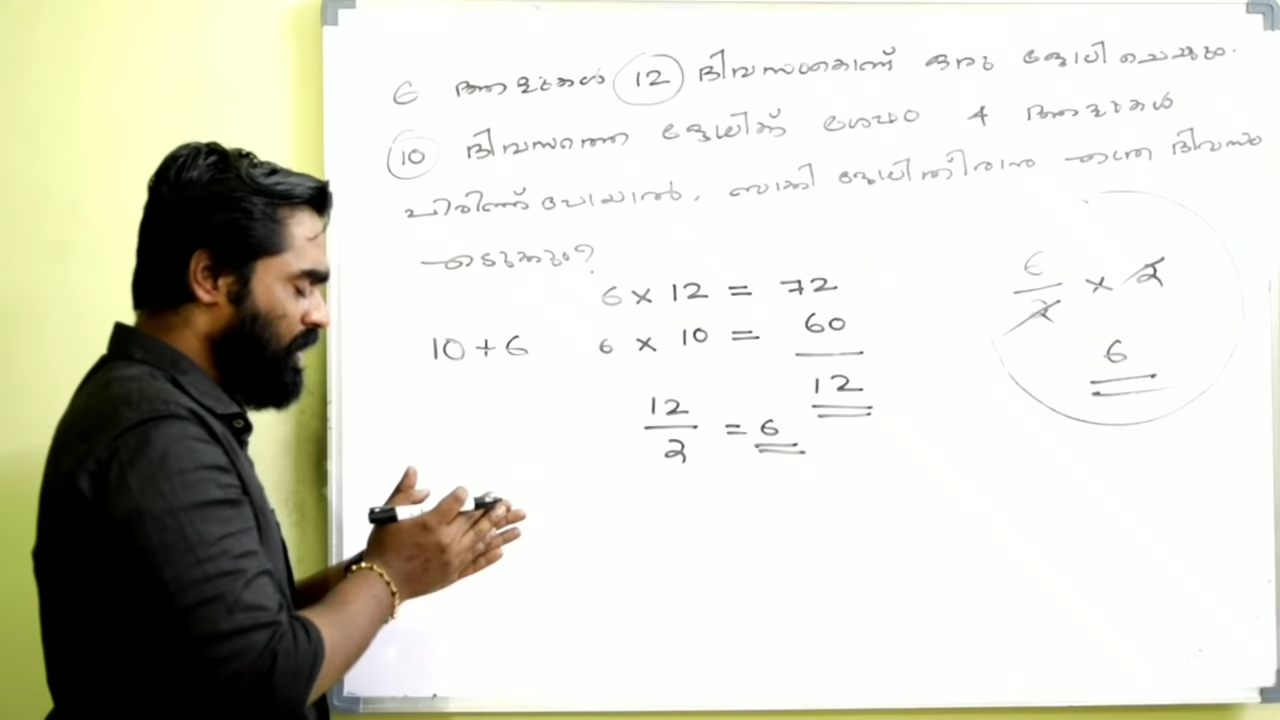 6 ആളുകൾ 12 ദിവസംകൊണ്ട് ഒരു ജോലി ചെയ്യും.
10 ദിവസത്തെ ജോലിക്ക് ശേഷം 4 ആളുകൾ
പിരിഞ്ഞ് പോയാൽ, ബാക്കി ജോലി തീരാൻ എത്ര ദിവസം
എടുക്കും?
6 × 12 = 72
10 + 6 6 × 10 = 60
12
12/2 = 6
6/2 × 2
6